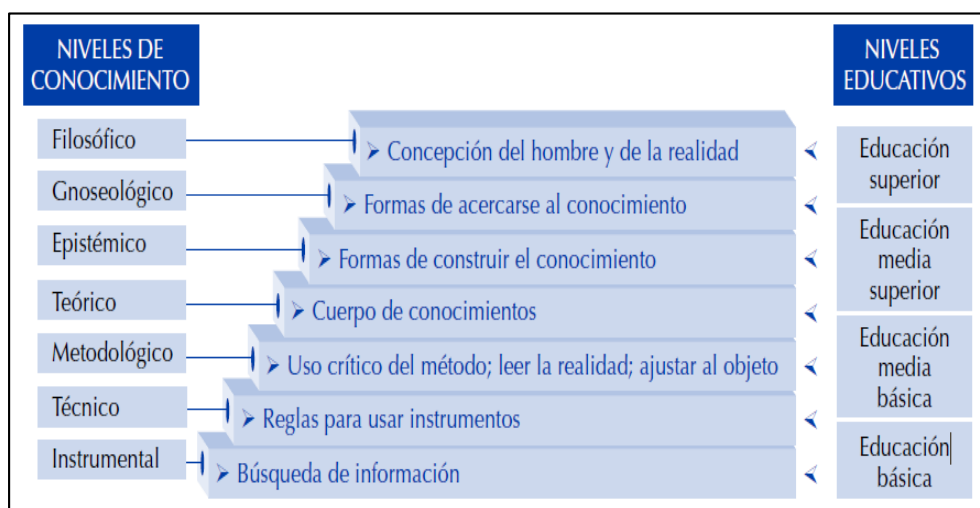 NIVELES DE
CONOCIMIENTO
NIVELES
EDUCATIVOS
Filosófico
Concepción del hombre y de la realidad
Educación
superior
Gnoseológico
Formas de acercarse al conocimiento
Epistémico
Formas de construir el conocimiento
Educación
media
superior
Teórico
Cuerpo de conocimientos
Metodológico
Uso crítico del método; leer la realidad; ajustar al objeto
Educación
media
básica
Técnico
Reglas para usar instrumentos
Instrumental
Búsqueda de información
Educación
básica